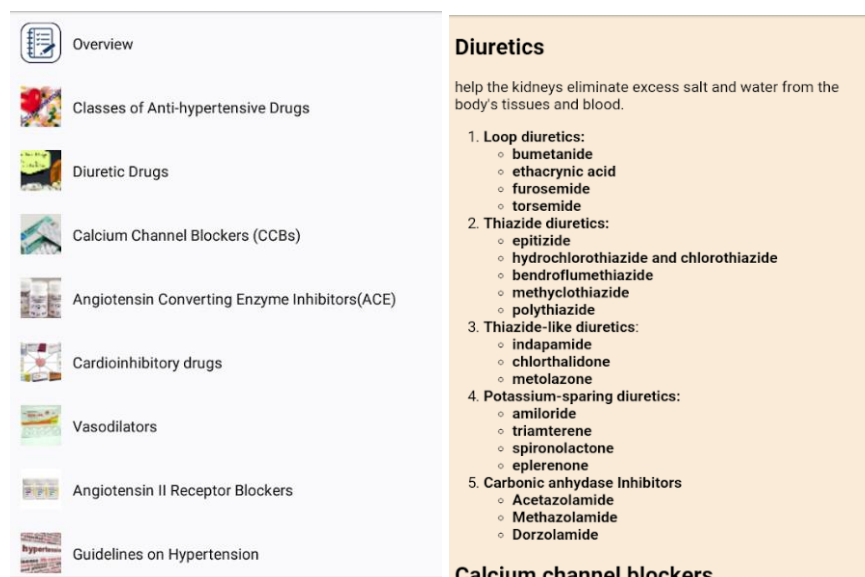 Overview
Classes of Anti-hypertensive Drugs
Diuretic Drugs
Calcium Channel Blockers (CCBs)
Angiotensin Converting Enzyme Inhibitors(ACE)
Cardioinhibitory drugs
Vasodilators
Angiotensin II Receptor Blockers
hypertensio
Guidelines on Hypertension
Diuretics
help the kidneys eliminate excess salt and water from the
body's tissues and blood.
1. Loop diuretics:
◦ bumetanide
◦ ethacrynic acid
◦ furosemide
◦ torsemide
2. Thiazide diuretics:
◦ epitizide
◦ hydrochlorothiazide and chlorothiazide
◦ bendroflumethiazide
◦ methyclothiazide
◦ polythiazide
3. Thiazide-like diuretics:
◦ indapamide
◦ chlorthalidone
◦ metolazone
4. Potassium-sparing diuretics:
◦ amiloride
◦ triamterene
◦ spironolactone
◦ eplerenone
5. Carbonic anhydase Inhibitors
◦ Acetazolamide
◦ Methazolamide
◦ Dorzolamide
Calcium channel blockers